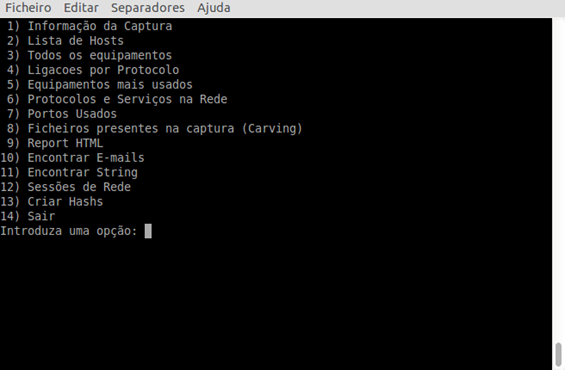 Ficheiro Editar Separadores Ajuda
1) Informação da Captura
2) Lista de Hosts
3) Todos os equipamentos
4) Ligacoes por Protocolo
5) Equipamentos mais usados
6) Protocolos e Serviços na Rede
7) Portos Usados
8) Ficheiros presentes na captura (Carving)
9) Report HTML
10) Encontrar E-mails
11) Encontrar String
12) Sessões de Rede
13) Criar Hashs
14) Sair
Introduza uma opção: